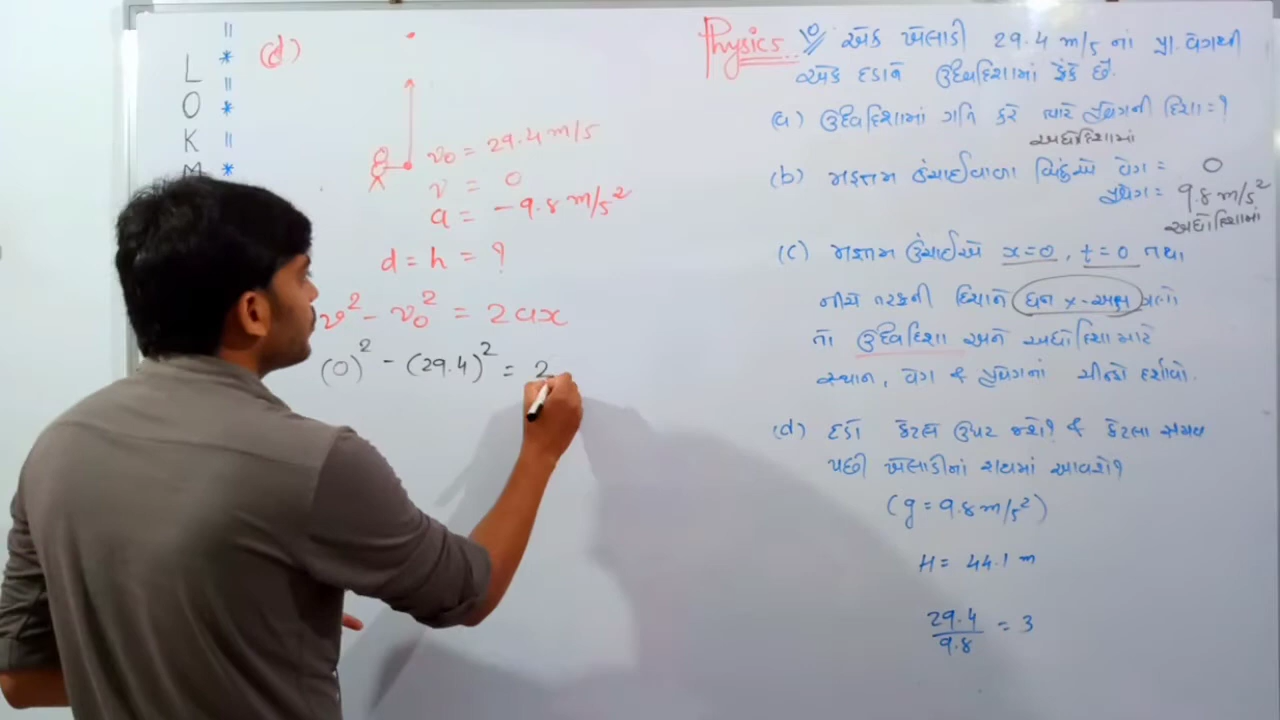 (d)
v₀ = 29.4 m/s
v = 0
a = -9.8 m/s²
d = h = ?
v² - v₀² = 2ax
(0)² - (29.4)² = 2
||
*
||
*
||
*
L
O
K
M
Physics
10 એક ખેલાડી 29.4 m/s નાં પ્રા. વેગથી
એક દડાને ઉર્ધ્વદિશામાં ફેંકે છે.
(a) ઉર્ધ્વદિશામાં ગતિ કરે ત્યારે પ્રવેગની દિશા = ?
અધોદિશામાં
(b) મહત્તમ ઉંચાઈવાળા બિંદુએ વેગ = 0
પ્રવેગ = 9.8 m/s²
અધોદિશામાં
(c) મહત્તમ ઉંચાઈએ x=0, t=0 તથા
નીચે તરફની દિશાને ધન x-અક્ષ
તો ઉર્ધ્વદિશા અને અધોદિશા માટે
સ્થાન, વેગ & પ્રવેગનાં ચીન્હો દર્શાવો.
(d) દડો કેટલે ઉપર જશે? & કેટલા સમય
પછી ખેલાડીનાં હાથમાં આવશે?
(g = 9.8 m/s²)
H = 44.1 m
29.4/9.8 = 3